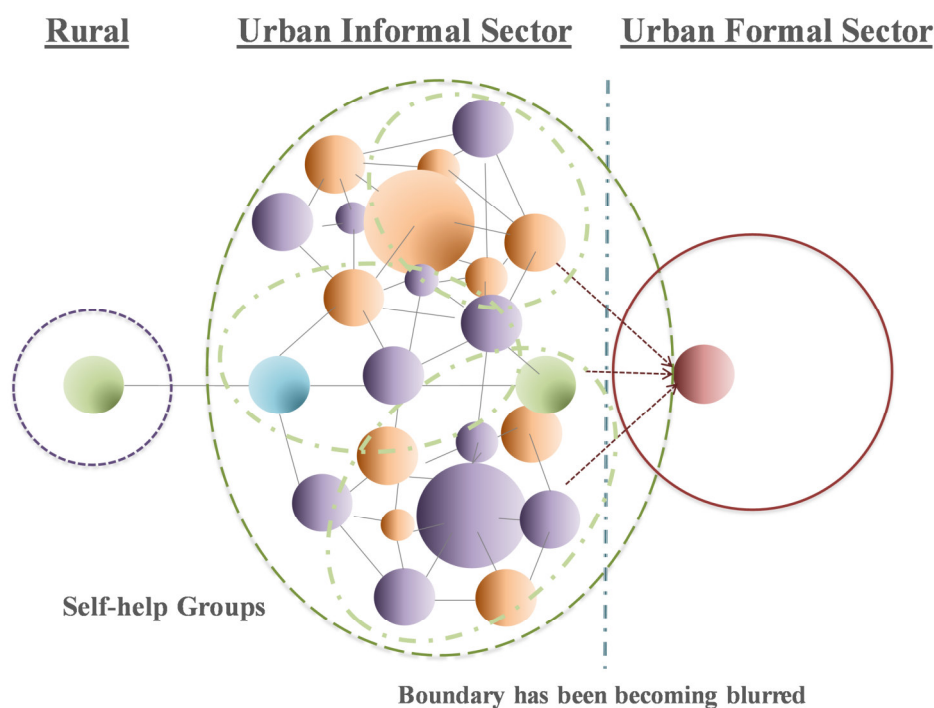 Rural
Urban Informal Sector
Urban Formal Sector
Self-help Groups
Boundary has been becoming blurred